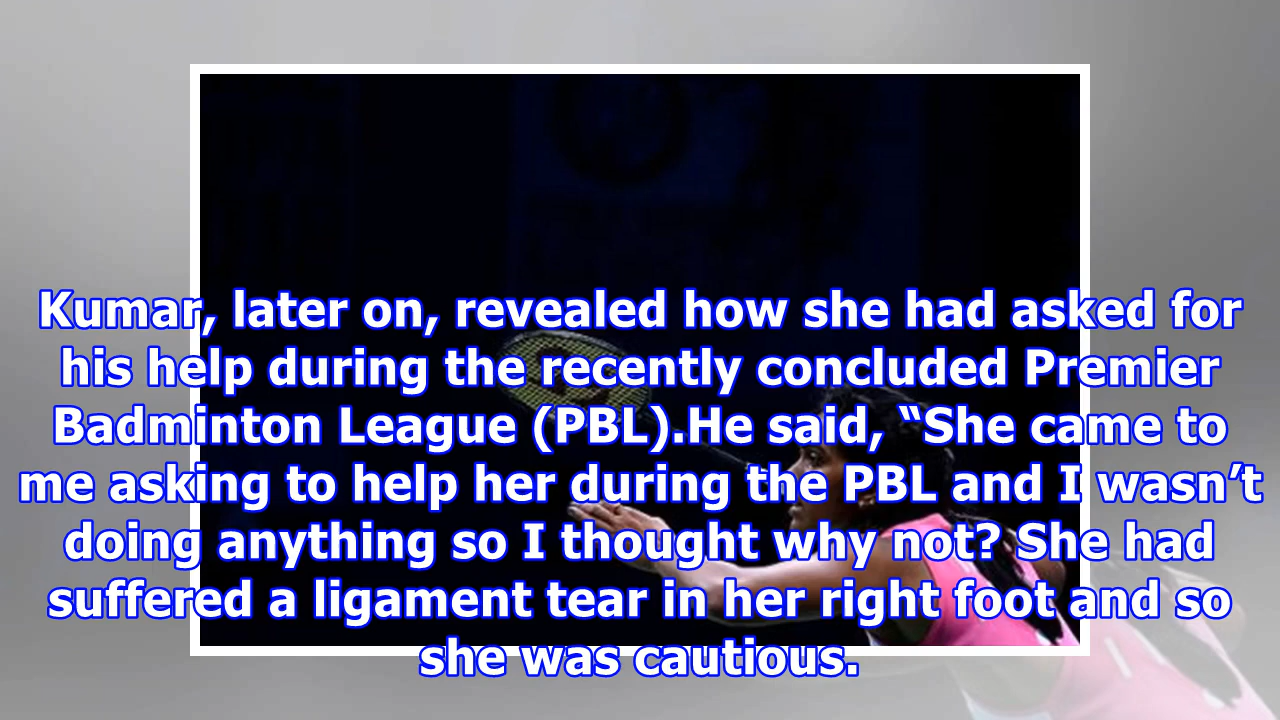 Kumar, later on, revealed how she had asked for
his help during the recently concluded Premier
Badminton League (PBL).He said, “She came to
me asking to help her during the PBL and I wasn’t
doing anything so I thought why not? She had
suffered a ligament tear in her right foot and so
she was cautious.